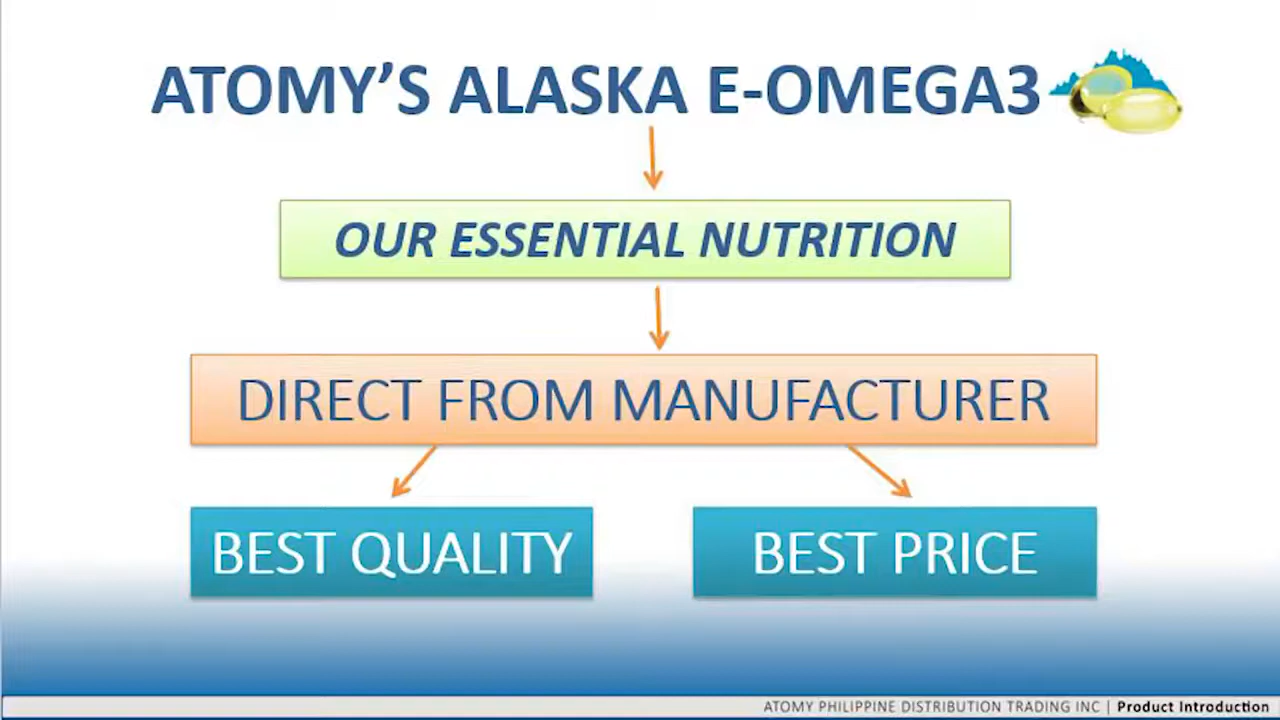 ATOMY'S ALASKA E-OMEGA3
OUR ESSENTIAL NUTRITION
DIRECT FROM MANUFACTURER
BEST QUALITY
BEST PRICE
ATOMY PHILIPPINE DISTRIBUTION TRADING INC | Product Introduction